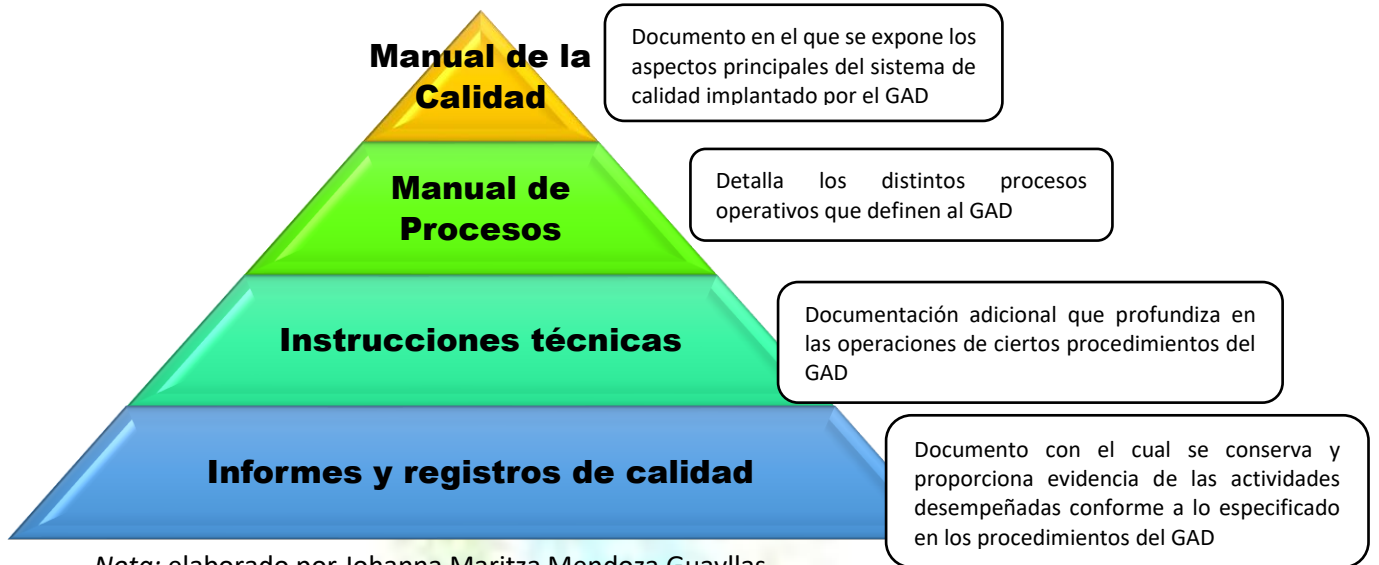 Manual de la
Calidad
Documento en el que se expone los
aspectos principales del sistema de
calidad implantado por el GAD
Manual de
Procesos
Detalla los distintos procesos
operativos que definen al GAD
Instrucciones técnicas
Documentación adicional que profundiza en
las operaciones de ciertos procedimientos del
GAD
Informes y registros de calidad
Documento con el cual se conserva y
proporciona evidencia de las actividades
desempeñadas conforme a lo especificado
en los procedimientos del GAD
Nota: elaborado por Johanna Maritza Mendoza Guayllas